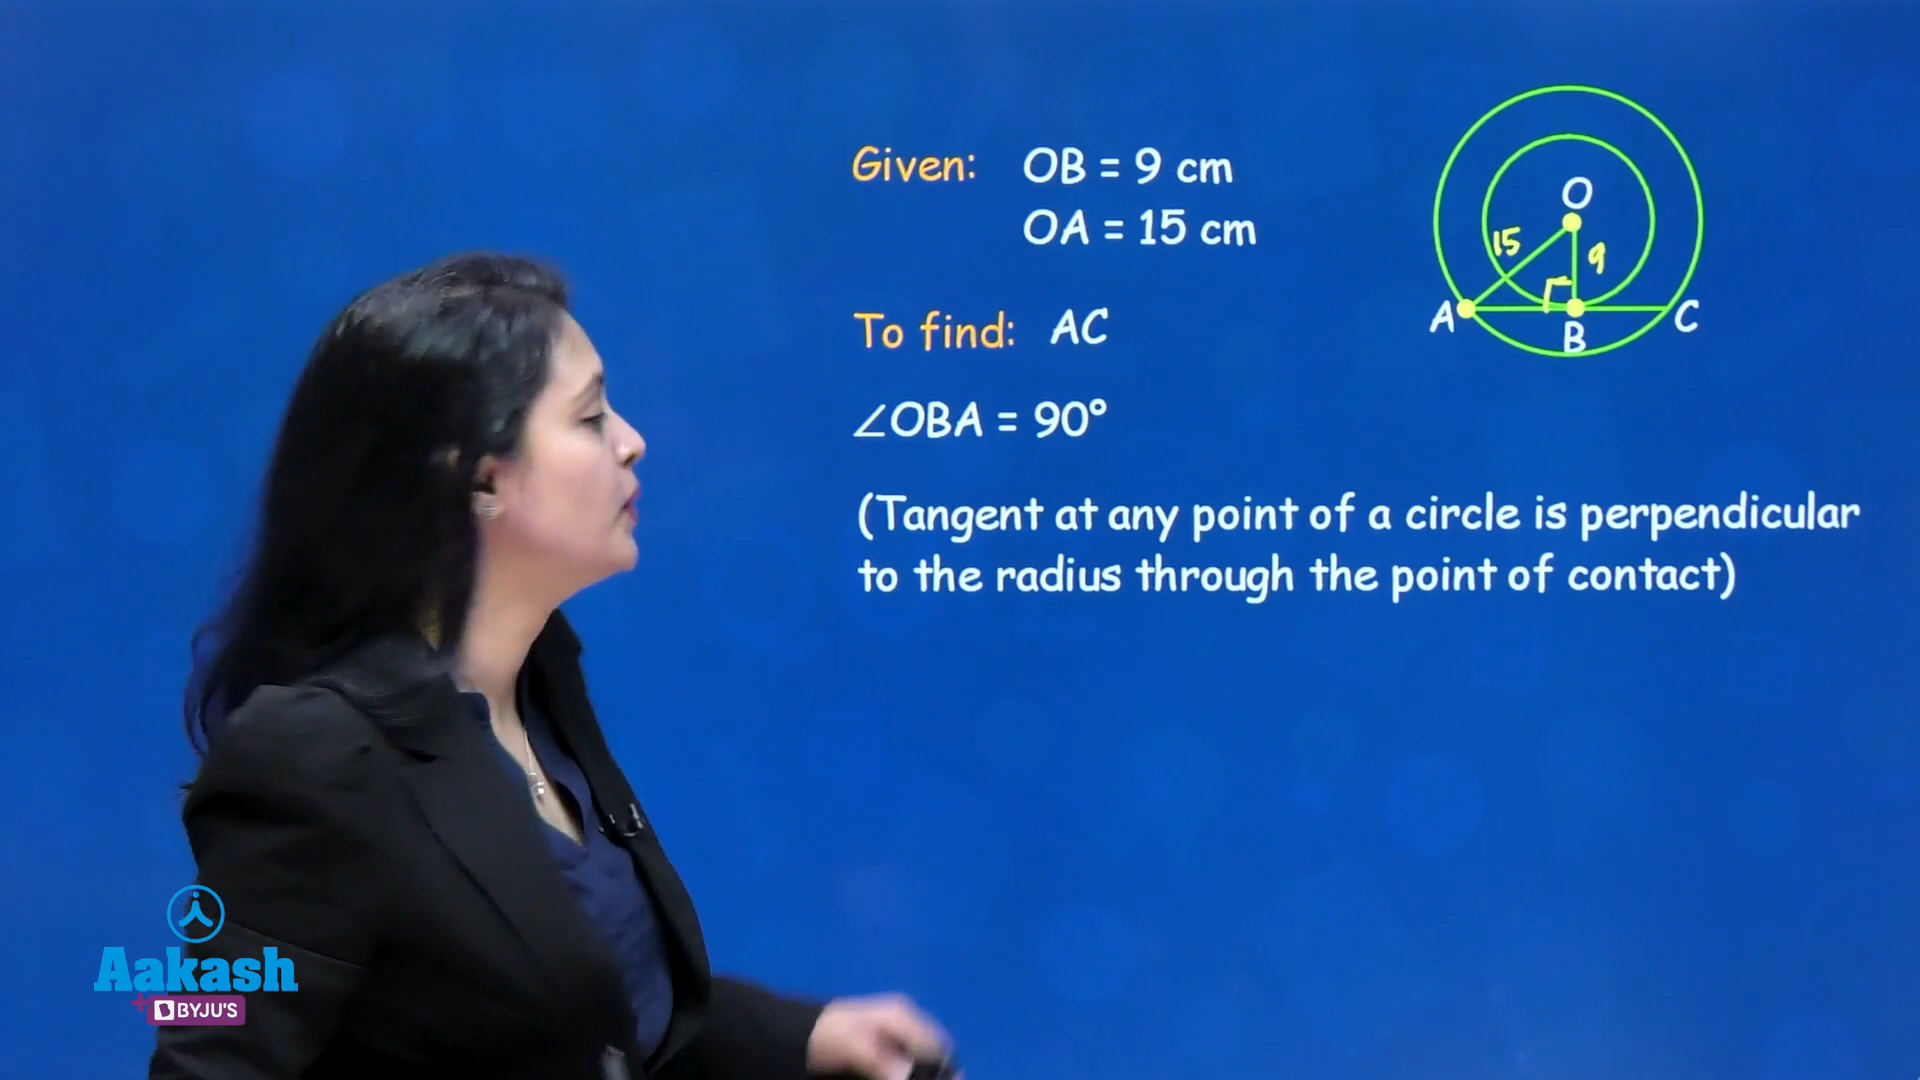 Given: OB = 9 cm
OA = 15 cm
To find: AC
∠OBA = 90°
(Tangent at any point of a circle is perpendicular
to the radius through the point of contact)
O
15
9
A
B
C
Aakash
+ BYJU'S